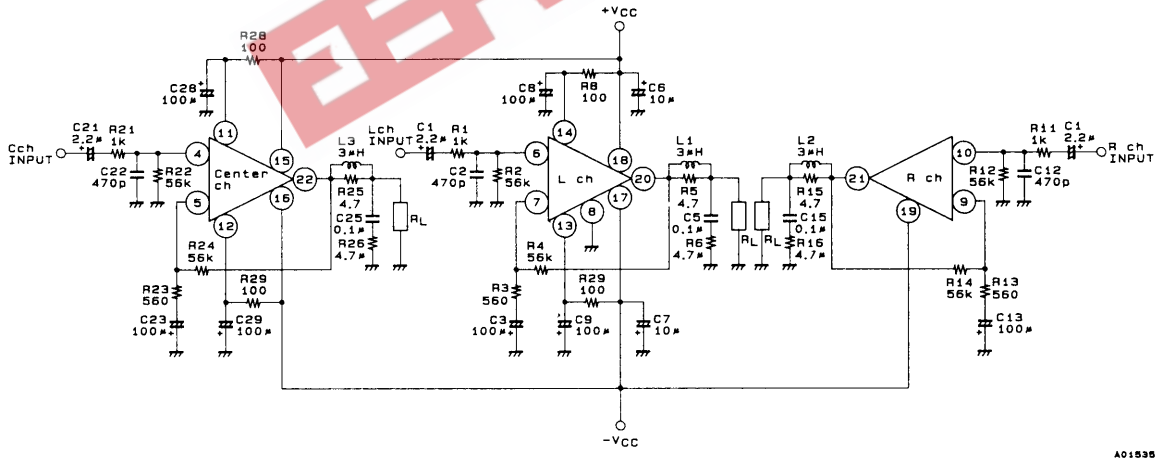 +VCC
R28
100
C28
100μ
11
15
C8
100μ
R8
100
C6
10μ
14
18
Cch
INPUT
C21
2.2μ
R21
1k
C22
470p
R22
56k
4
5
Center
ch
22
16
12
L3
3μH
R25
4.7
C25
0.1μ
R26
4.7μ
RL
Lch
INPUT
C1
2.2μ
R1
1k
C2
470p
R2
56k
6
7
L ch
20
17
8
13
L1
3μH
R5
4.7
C5
0.1μ
R6
4.7μ
RL
RL
L2
3μH
R15
4.7
C15
0.1μ
R16
4.7μ
21
R ch
10
9
19
R12
56k
C12
470p
R11
1k
C1
2.2μ
R ch
INPUT
R24
56k
R23
560
C23
100μ
R29
100
C29
100μ
R4
56k
R3
560
C3
100μ
R29
100
C9
100μ
C7
10μ
R14
56k
R13
560
C13
100μ
-VCC
A01535